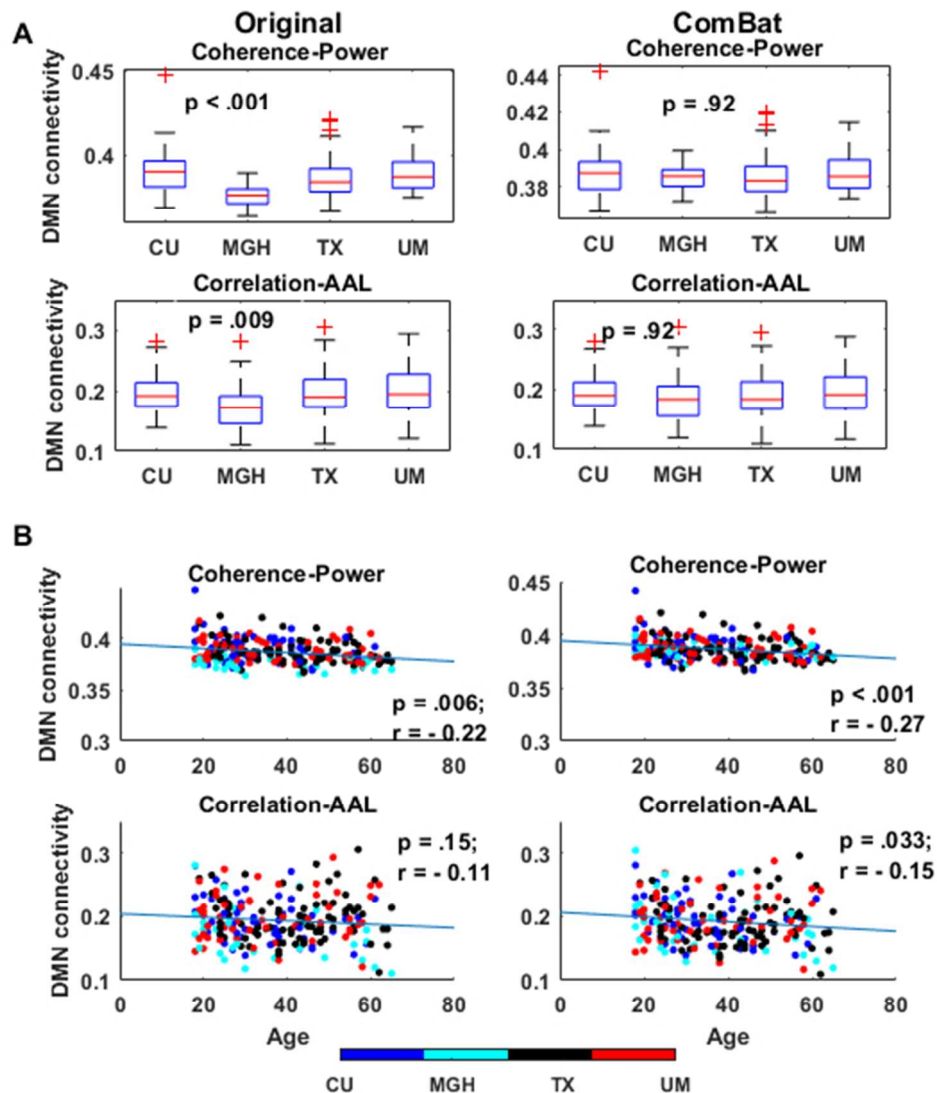 A
Original
ComBat
Coherence-Power
Coherence-Power
DMN connectivity
0.45
0.4
p < .001
CU MGH TX UM
0.44
0.42
0.4
0.38
p = .92
CU MGH TX UM
Correlation-AAL
Correlation-AAL
DMN connectivity
0.3
0.2
0.1
p = .009
CU MGH TX UM
0.3
0.2
0.1
p = .92
CU MGH TX UM
B
Coherence-Power
Coherence-Power
DMN connectivity
0.4
0.35
0.3
p = .006;
r = - 0.22
0 20 40 60 80
0.45
0.4
0.35
0.3
p < .001
r = - 0.27
0 20 40 60 80
Correlation-AAL
Correlation-AAL
DMN connectivity
0.3
0.2
0.1
p = .15;
r = - 0.11
0 20 40 60 80
Age
0.3
0.2
0.1
p = .033;
r = - 0.15
0 20 40 60 80
Age
CU MGH TX UM